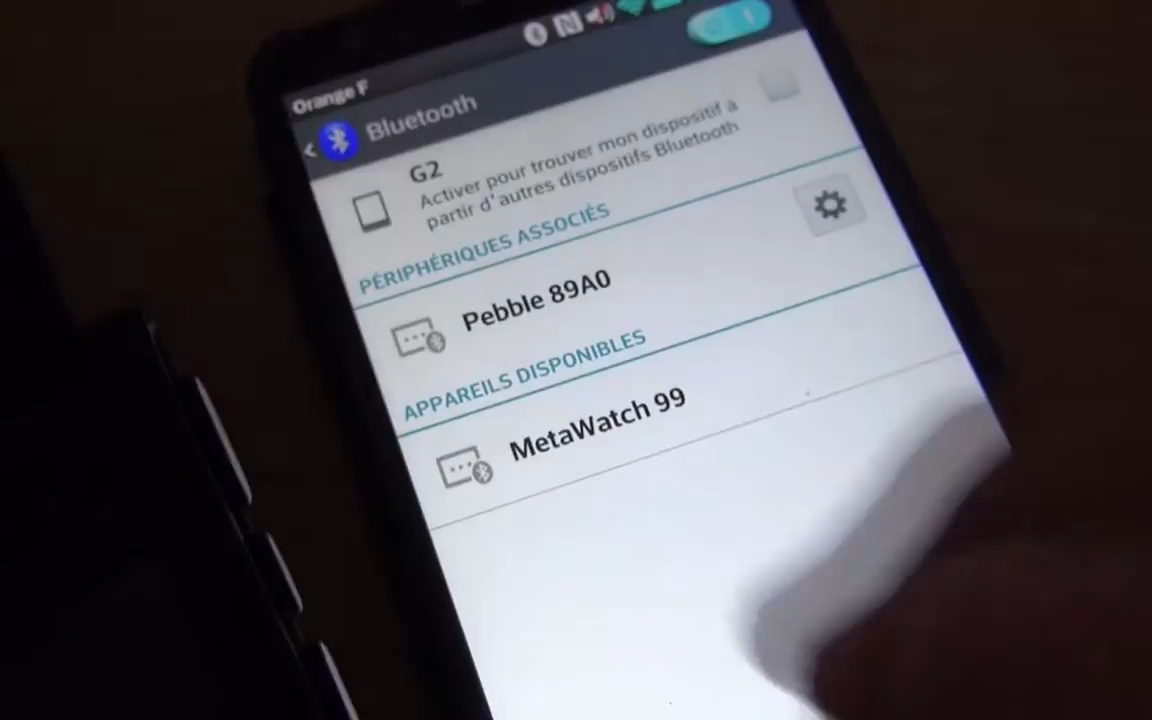 Orange F
Bluetooth
G2
Activer pour trouver mon dispositif à
partir d'autres dispositifs Bluetooth
PÉRIPHÉRIQUES ASSOCIÉS
Pebble 89A0
APPAREILS DISPONIBLES
MetaWatch 99